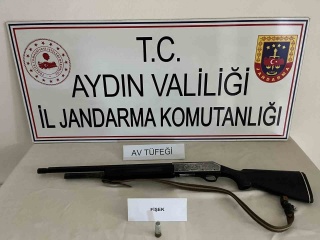 T.C.
AYDIN VALİLİĞİ
İL JANDARMA KOMUTANLIĞI
AV TÜFEĞİ
FİŞEK